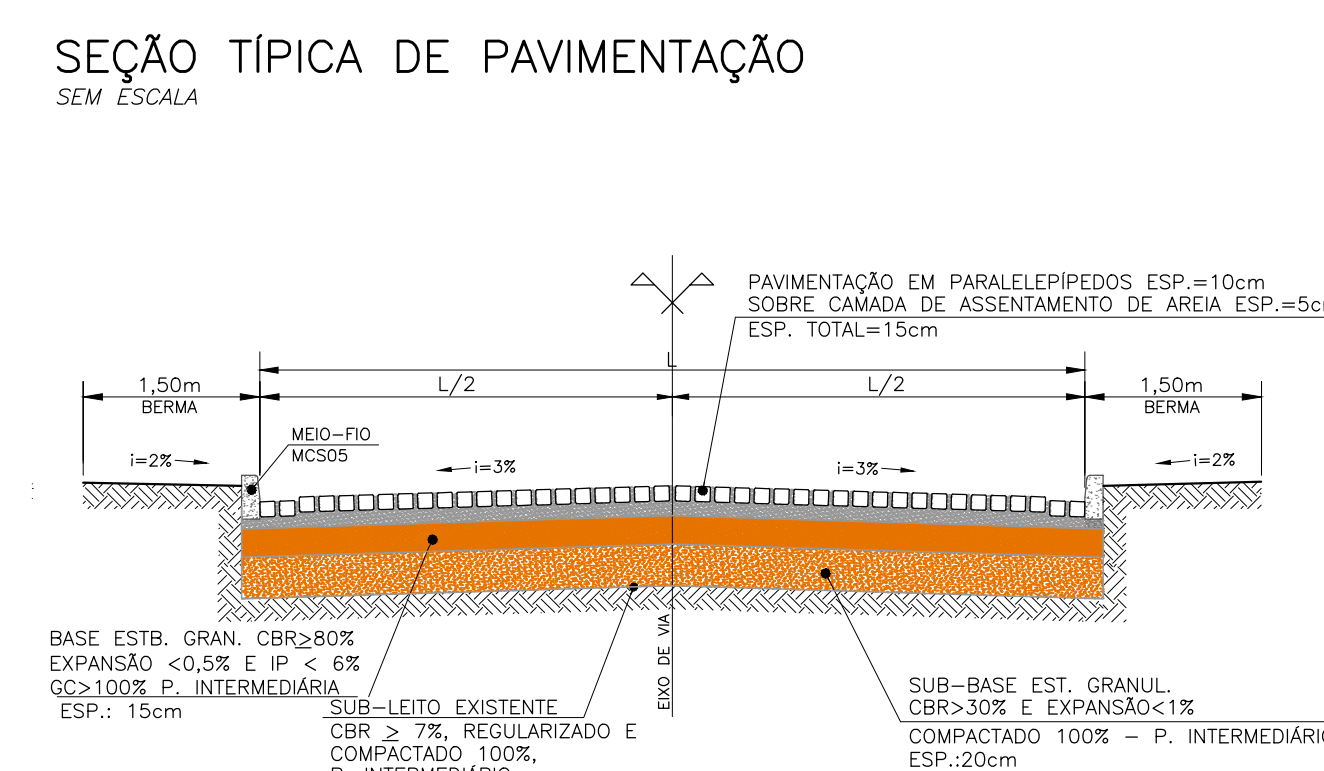 SEÇÃO TÍPICA DE PAVIMENTAÇÃO
SEM ESCALA
PAVIMENTAÇÃO EM PARALELEPÍPEDOS ESP.=10cm
SOBRE CAMADA DE ASSENTAMENTO DE AREIA ESP.=5c
ESP. TOTAL=15cm
L
1,50m
BERMA
L/2
L/2
1,50m
BERMA
MEIO-FIO
MCS05
i=2%
i=3%
i=3%
i=2%
EIXO DE VIA
BASE ESTB. GRAN. CBR≥80%
EXPANSÃO <0,5% E IP < 6%
GC>100% P. INTERMEDIÁRIA
ESP.: 15cm
SUB-LEITO EXISTENTE
CBR ≥ 7%, REGULARIZADO E
COMPACTADO 100%,
P. INTERMEDIÁRIO
SUB-BASE EST. GRANUL.
CBR>30% E EXPANSÃO<1%
COMPACTADO 100% - P. INTERMEDIÁRI
ESP.:20cm